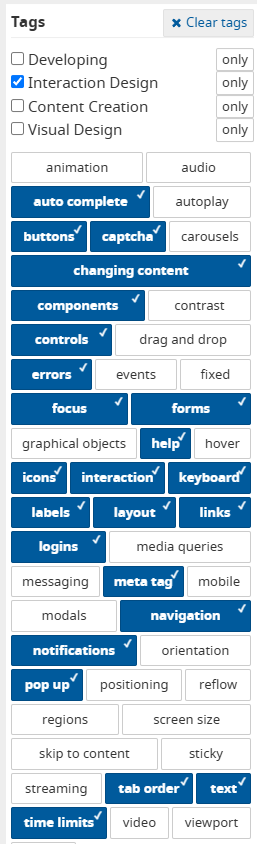 Tags
✖ Clear tags
Developing only
Interaction Design only
Content Creation only
Visual Design only
animation audio
auto complete autoplay
buttons captcha carousels
changing content
components contrast
controls drag and drop
errors events fixed
focus forms
graphical objects help hover
icons interaction keyboard
labels layout links
logins media queries
messaging meta tag mobile
modals navigation
notifications orientation
pop up positioning reflow
regions screen size
skip to content sticky
streaming tab order text
time limits video viewport